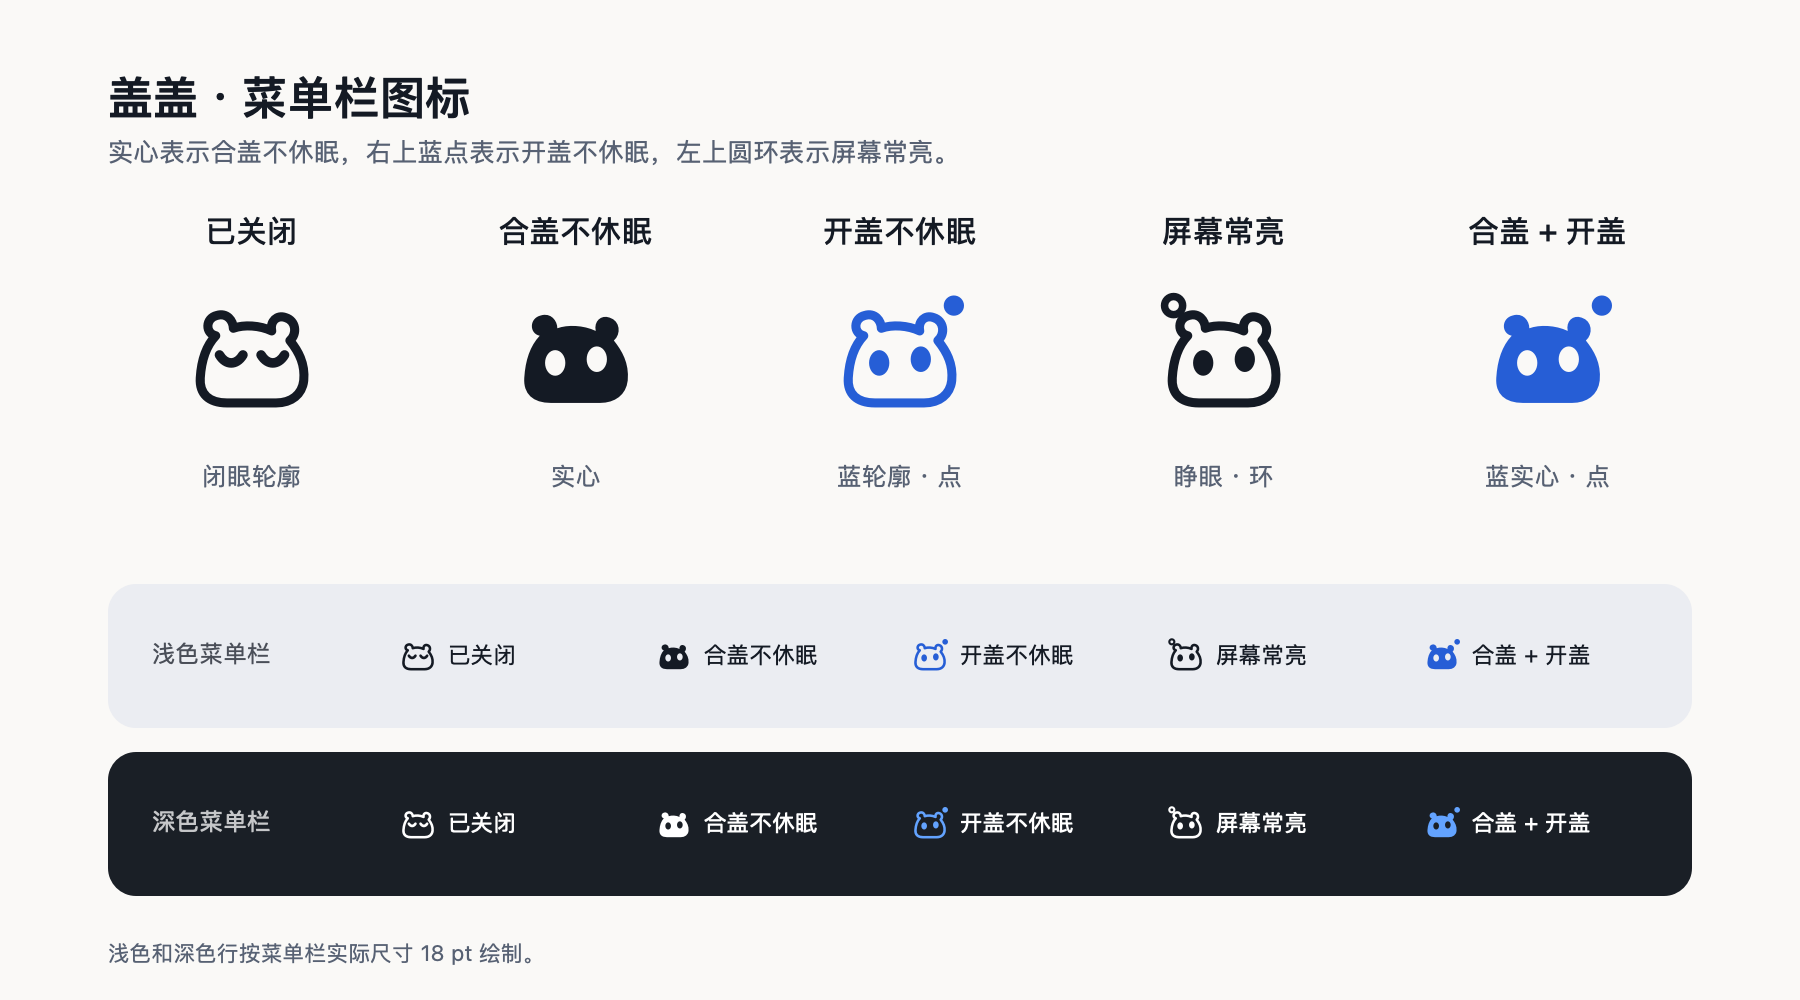 盖盖 · 菜单栏图标
实心表示合盖不休眠，右上蓝点表示开盖不休眠，左上圆环表示屏幕常亮。
已关闭
合盖不休眠
开盖不休眠
屏幕常亮
合盖 + 开盖
闭眼轮廓
实心
蓝轮廓 · 点
睁眼 · 环
蓝实心 · 点
浅色菜单栏
已关闭
合盖不休眠
开盖不休眠
屏幕常亮
合盖 + 开盖
深色菜单栏
已关闭
合盖不休眠
开盖不休眠
屏幕常亮
合盖 + 开盖
浅色和深色行按菜单栏实际尺寸 18 pt 绘制。